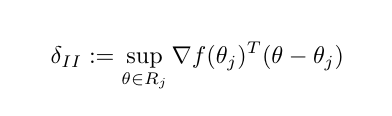 δ_{II} := sup_{θ∈R_j} ∇f(θ_j)^T(θ − θ_j)